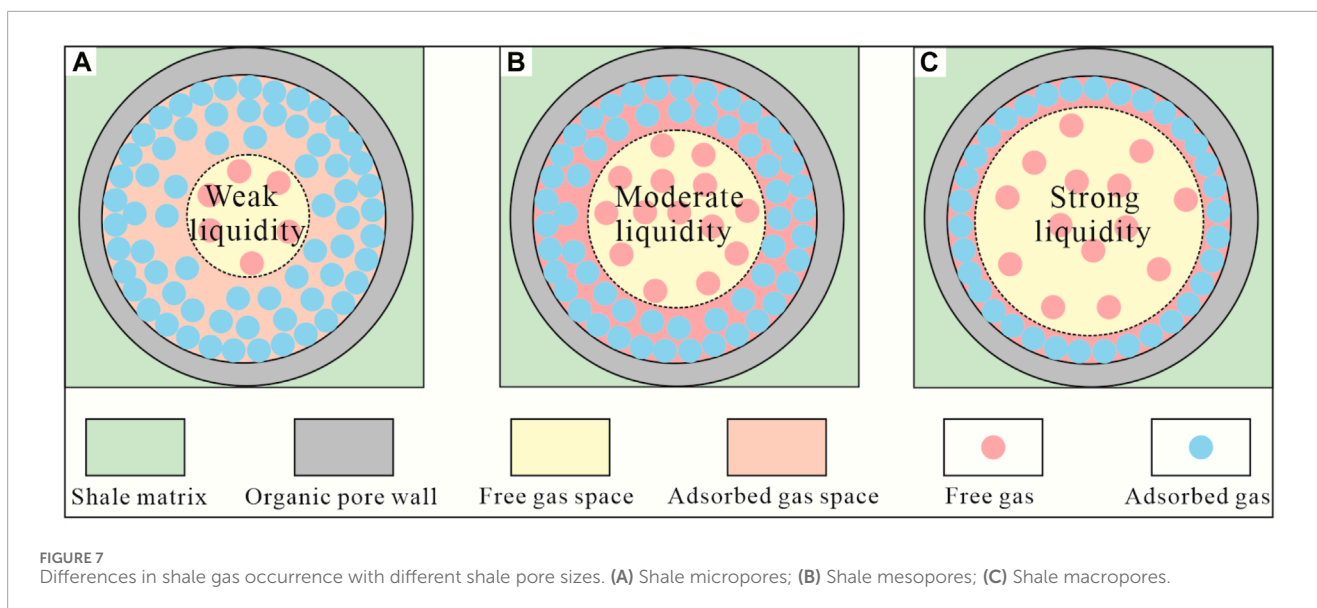 A
B
C
Weak
liquidity
Moderate
liquidity
Strong
liquidity
Shale matrix
Organic pore wall
Free gas space
Adsorbed gas space
Free gas
Adsorbed gas
FIGURE 7
Differences in shale gas occurrence with different shale pore sizes. (A) Shale micropores; (B) Shale mesopores; (C) Shale macropores.